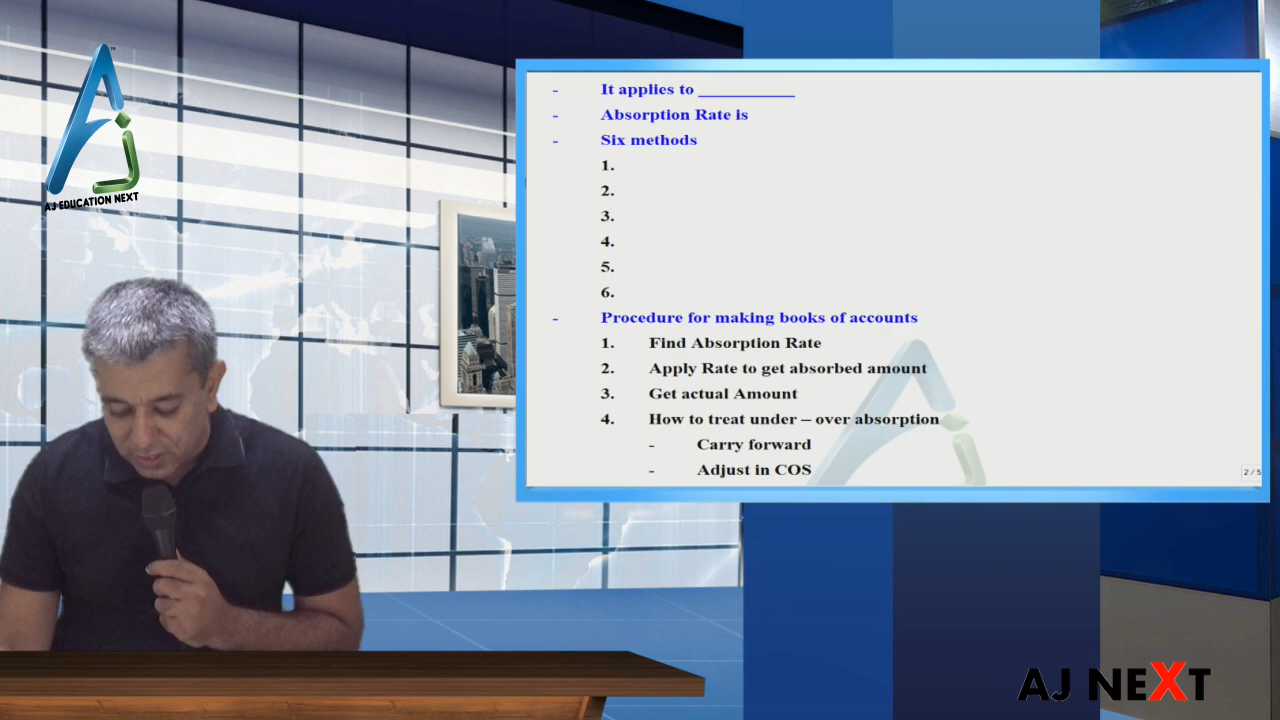 AJ EDUCATION NEXT
- It applies to ___________
- Absorption Rate is
- Six methods
1.
2.
3.
4.
5.
6.
- Procedure for making books of accounts
1. Find Absorption Rate
2. Apply Rate to get absorbed amount
3. Get actual Amount
4. How to treat under – over absorption
- Carry forward
- Adjust in COS
2 / 5
AJ NEXT